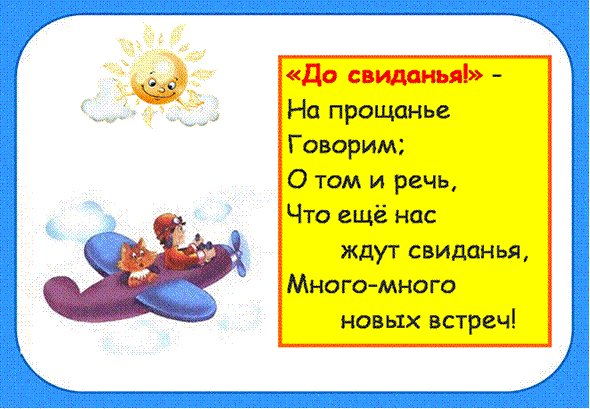 «До свиданья!» -
На прощанье
Говорим;
О том и речь,
Что ещё нас
ждут свиданья,
Много-много
новых встреч!